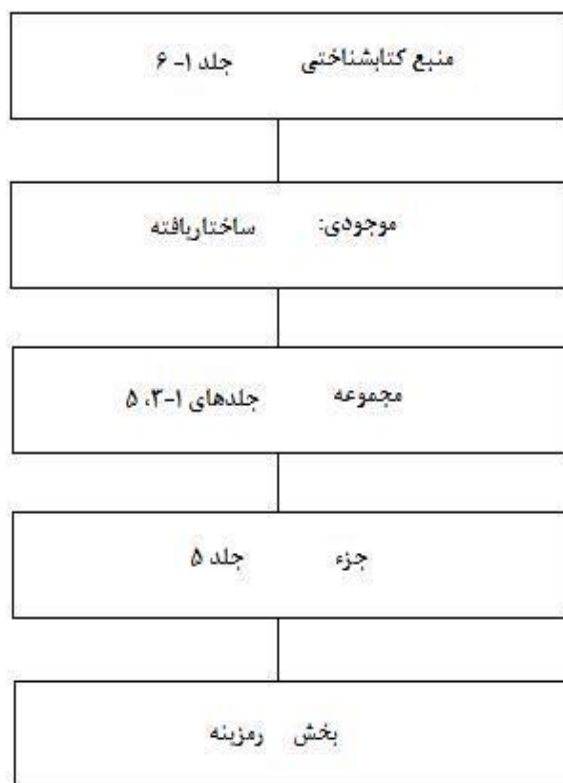 منبع کتابشناختی جلد ۱- ۶
موجودی: ساختاریافته
مجموعه جلدهای ۱-۳، ۵
جزء جلد ۵
بخش رمزینه